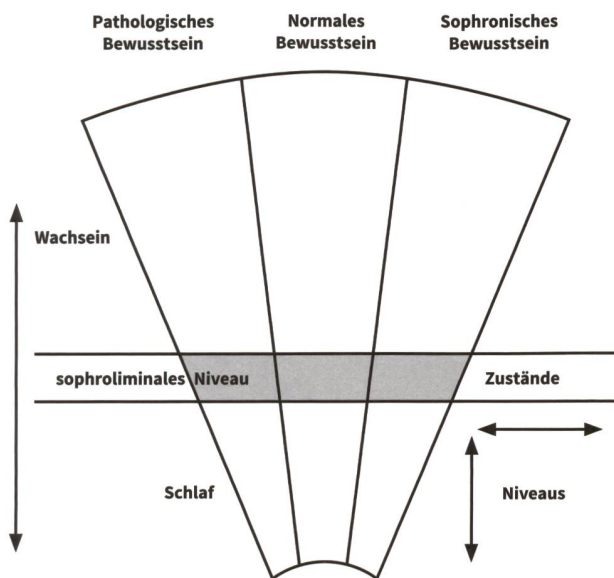 Pathologisches
Bewusstsein
Normales
Bewusstsein
Sophronisches
Bewusstsein
Wachsein
sophroliminales Niveau
Zustände
Schlaf
Niveaus